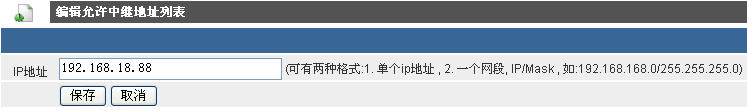 编辑允许中继地址列表
IP地址 192.168.18.88 (可有两种格式:1. 单个ip地址 , 2. 一个网段, IP/Mask , 如:192.168.168.0/255.255.255.0)
保存 取消